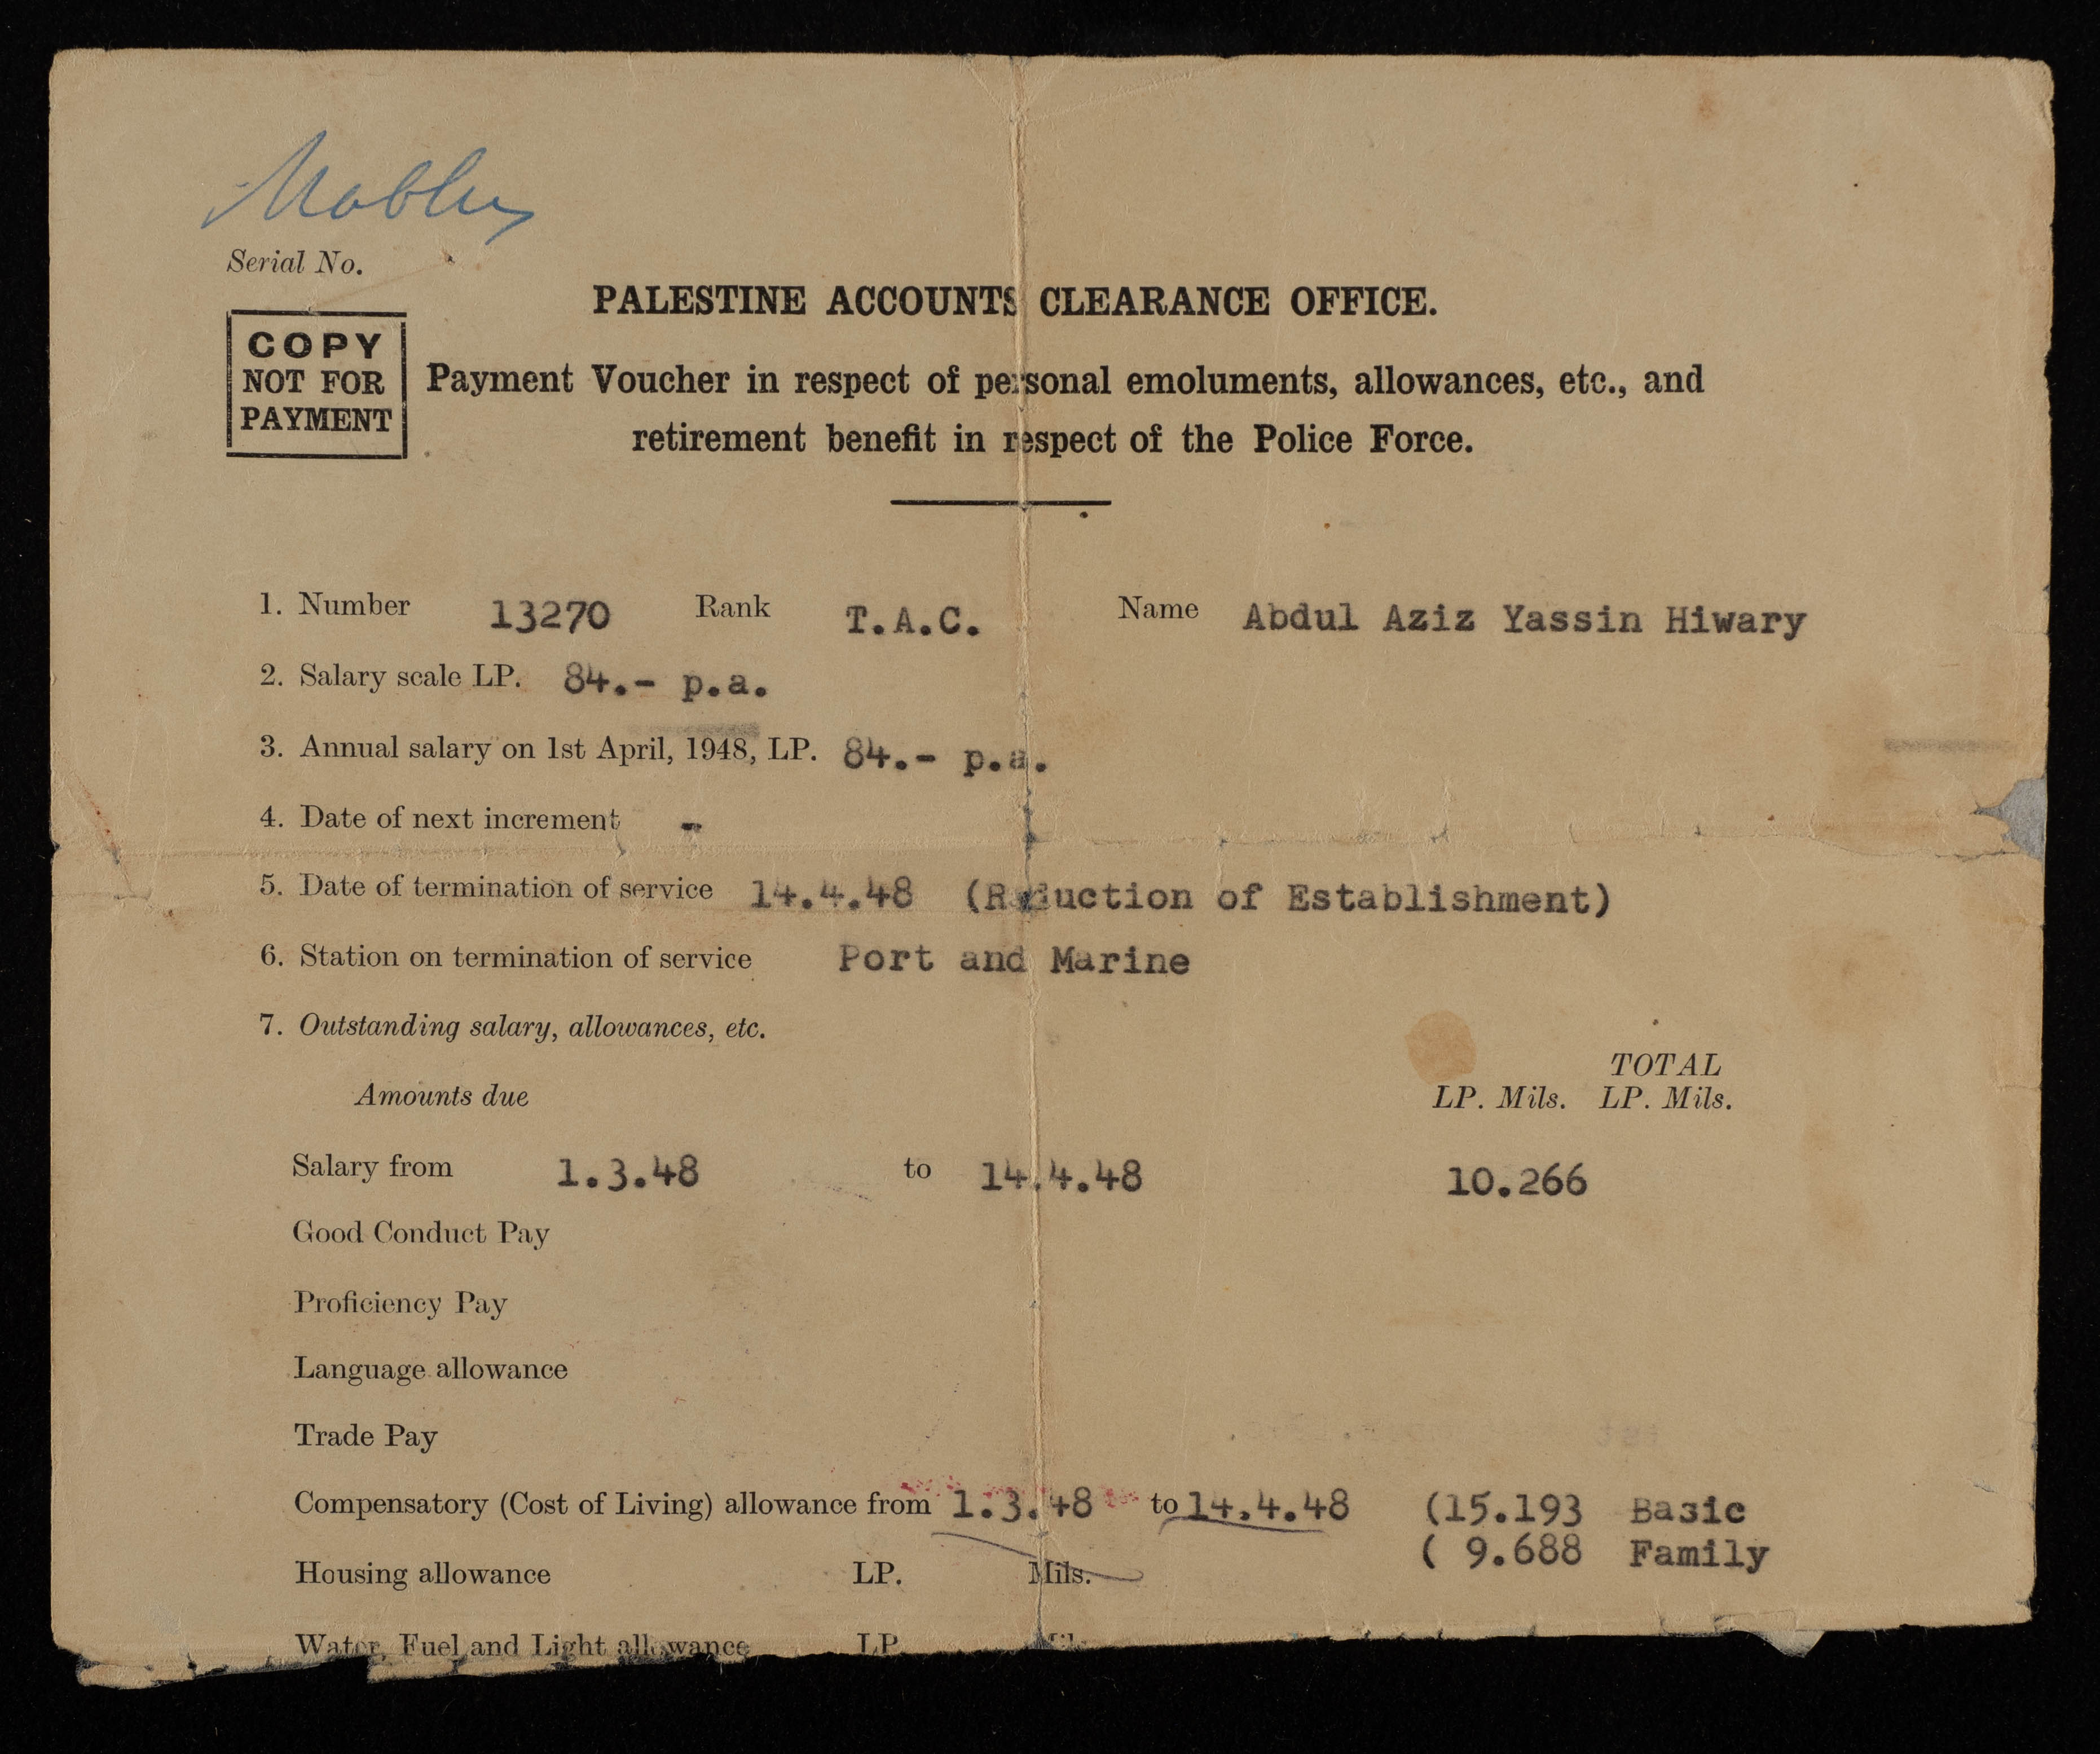 Serial No.
PALESTINE ACCOUNTS CLEARANCE OFFICE.
COPY
NOT FOR
PAYMENT
Payment Voucher in respect of personal emoluments, allowances, etc., and
retirement benefit in respect of the Police Force.
1. Number 13270 Rank T.A.C. Name Abdul Aziz Yassin Hiwary
2. Salary scale LP. 84.- p.a.
3. Annual salary on 1st April, 1948, LP. 84.- p.a.
4. Date of next increment -
5. Date of termination of service 14.4.48 (Reduction of Establishment)
6. Station on termination of service Port and Marine
7. Outstanding salary, allowances, etc.
TOTAL
Amounts due LP. Mils. LP. Mils.
Salary from 1.3.48 to 14.4.48 10.266
Good Conduct Pay
Proficiency Pay
Language allowance
Trade Pay
Compensatory (Cost of Living) allowance from 1.3.48 to 14.4.48 (15.193 Basic
( 9.688 Family
Housing allowance LP. Mils.
Water, Fuel and Light allowance LP